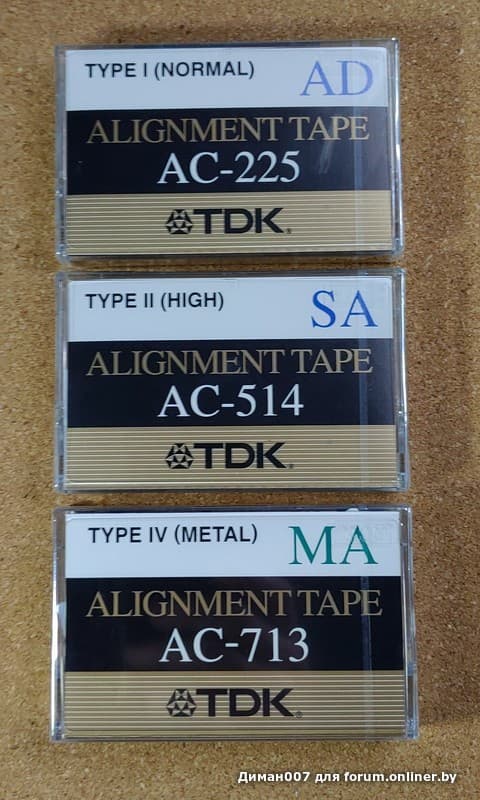 TYPE I (NORMAL) AD
ALIGNMENT TAPE
AC-225
TDK.
TYPE II (HIGH) SA
ALIGNMENT TAPE
AC-514
TDK.
TYPE IV (METAL) MA
ALIGNMENT TAPE
AC-713
TDK
Диман007 для forum.onliner.by